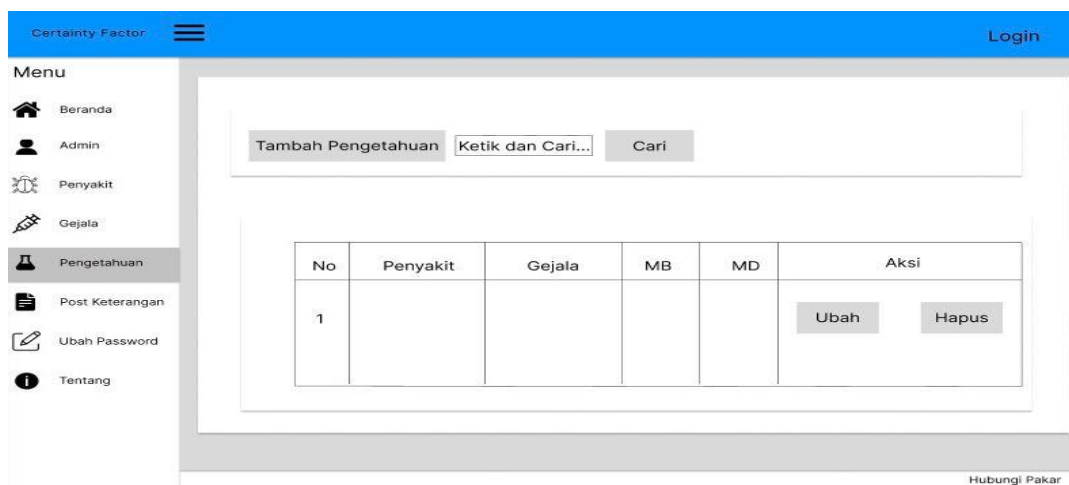 Certainty Factor
Login
Menu
Beranda
Admin
Penyakit
Gejala
Pengetahuan
Post Keterangan
Ubah Password
Tentang
Tambah Pengetahuan Ketik dan Cari... Cari
No Penyakit Gejala MB MD Aksi
1 Ubah Hapus
Hubungi Pakar